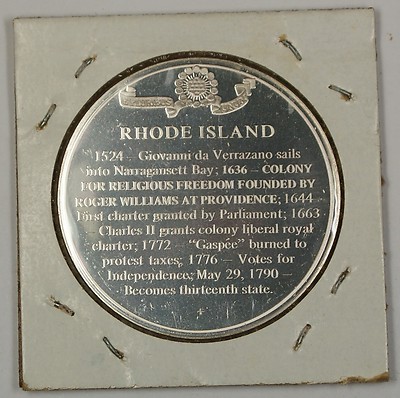 RHODE ISLAND
1524 – Giovanni da Verrazano sails
into Narragansett Bay; 1636 – COLONY
FOR RELIGIOUS FREEDOM FOUNDED BY
ROGER WILLIAMS AT PROVIDENCE; 1644 –
First charter granted by Parliament; 1663
– Charles II grants colony liberal royal
charter; 1772 – “Gaspée” burned to
protest taxes; 1776 – Votes for
Independence; May 29, 1790 –
Becomes thirteenth state.